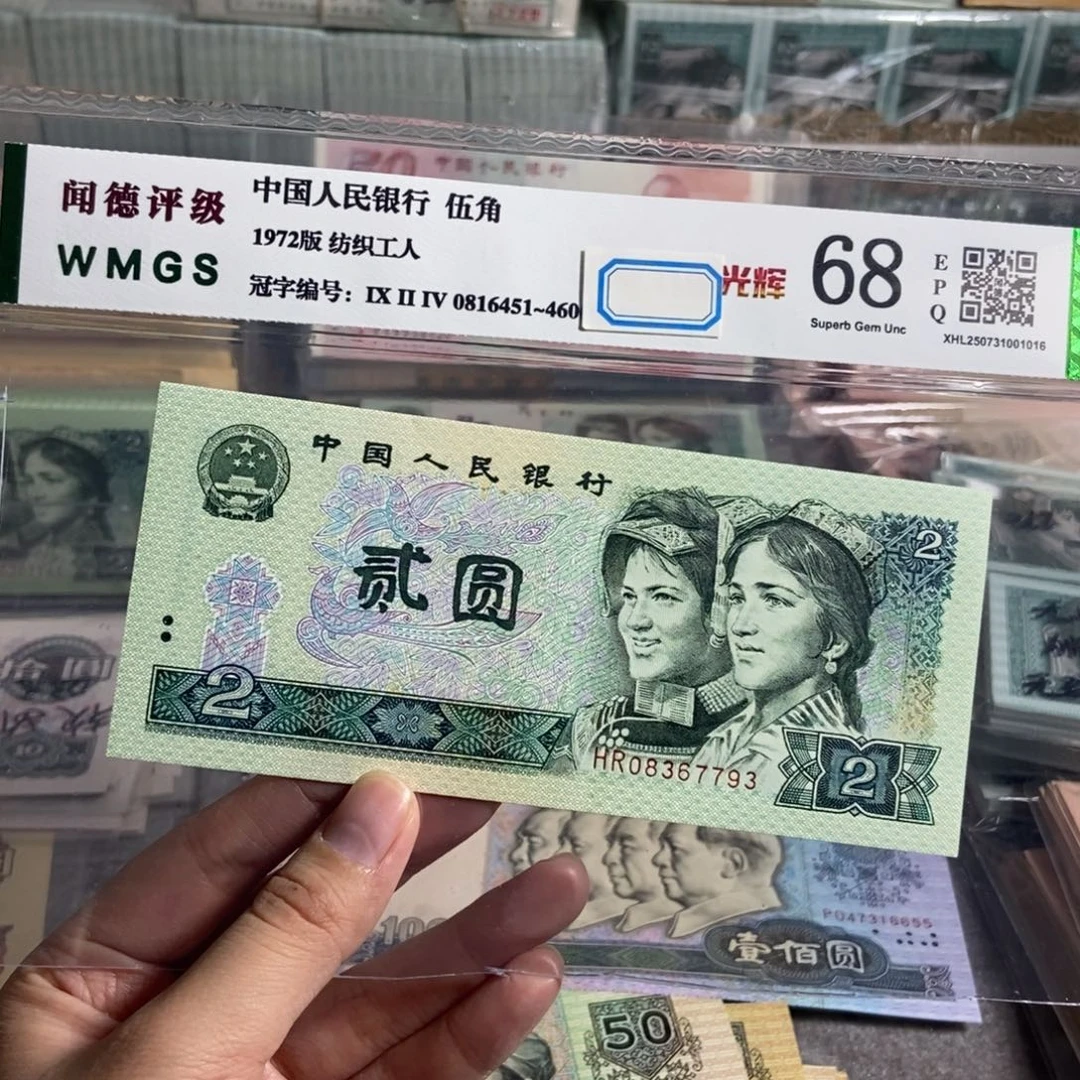 闻德评级
WMGS
中国人民银行 伍角
1972版 纺织工人
冠字编号：IX II IV 0816451~460
光辉
68
Superb Gem Unc
E
P
Q
XHL250731001016
中国人民银行
贰圆
2
2
2
HR08367793
100
PO47316655
壹佰圆
50